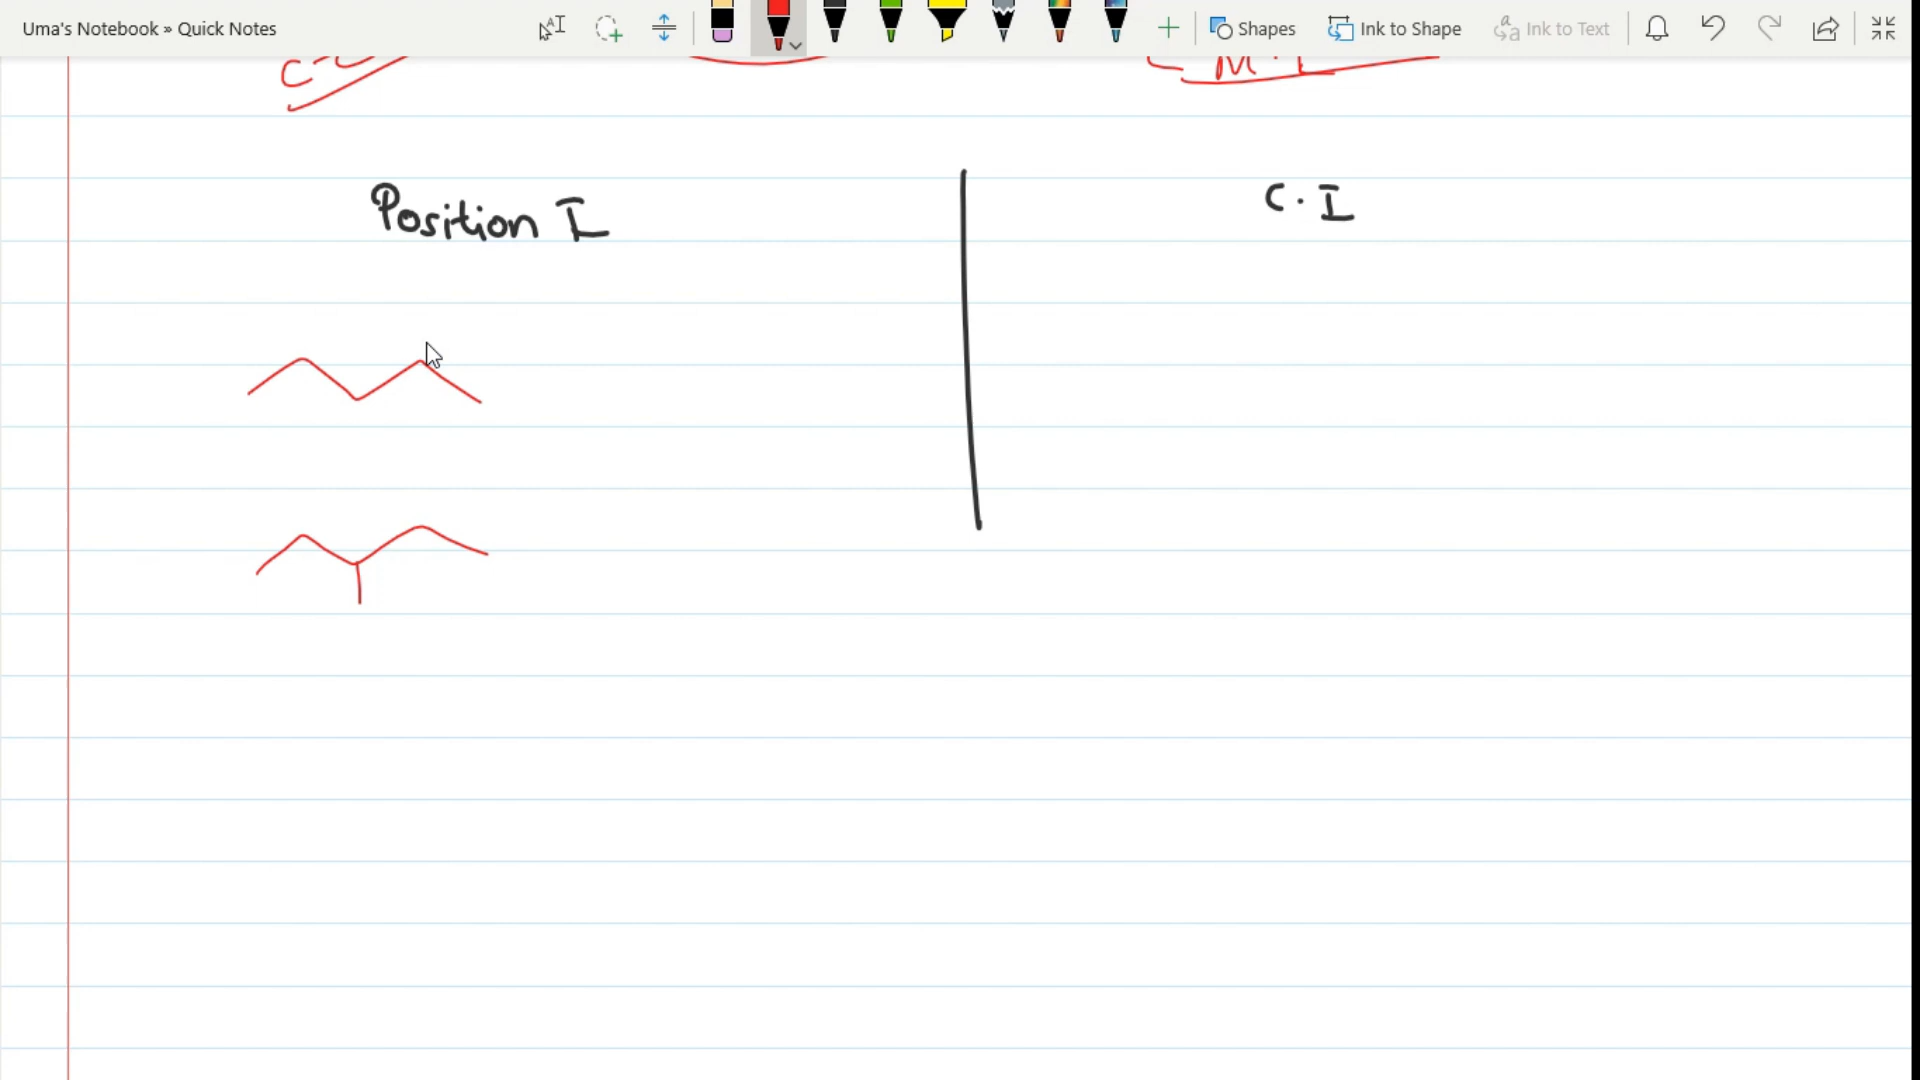 Uma's Notebook » Quick Notes
Shapes
Ink to Shape
Ink to Text
M. I
Position I
C. I